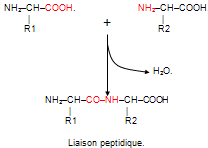 NH₂–CH–COOH. NH₂–CH–COOH
R1 R2
+
H₂O.
NH₂–CH–CO–NH–CH–COOH
R1 R2
Liaison peptidique.